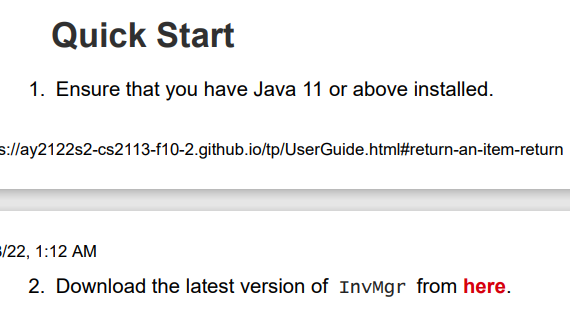 Quick Start
1. Ensure that you have Java 11 or above installed.
s://ay2122s2-cs2113-f10-2.github.io/tp/UserGuide.html#return-an-item-return
/22, 1:12 AM
2. Download the latest version of InvMgr from here.